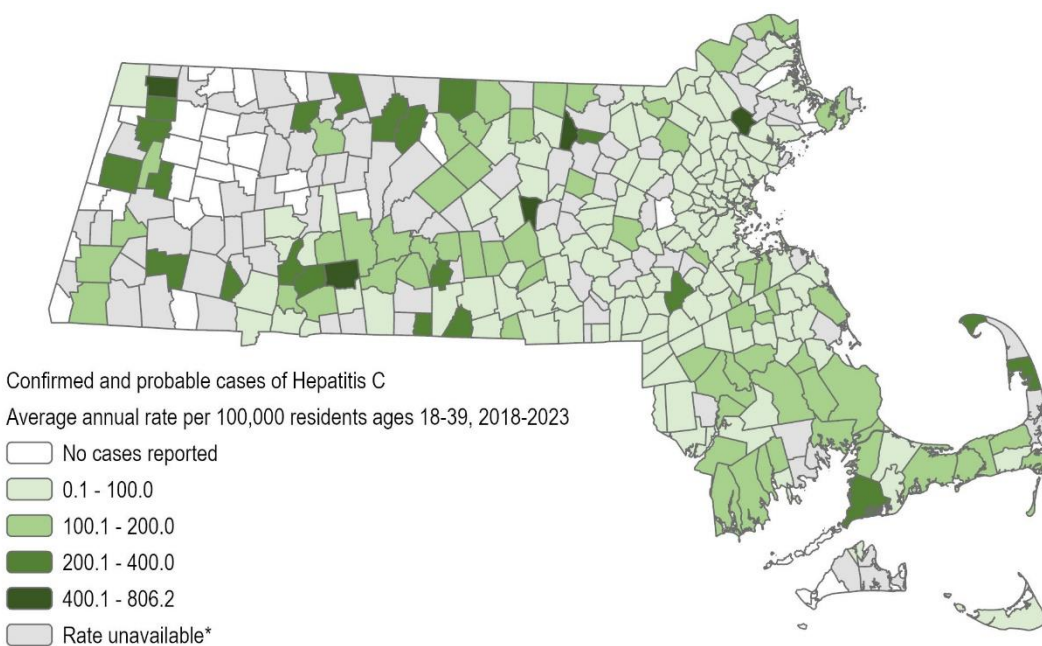 Confirmed and probable cases of Hepatitis C
Average annual rate per 100,000 residents ages 18-39, 2018-2023
No cases reported
0.1 - 100.0
100.1 - 200.0
200.1 - 400.0
400.1 - 806.2
Rate unavailable*